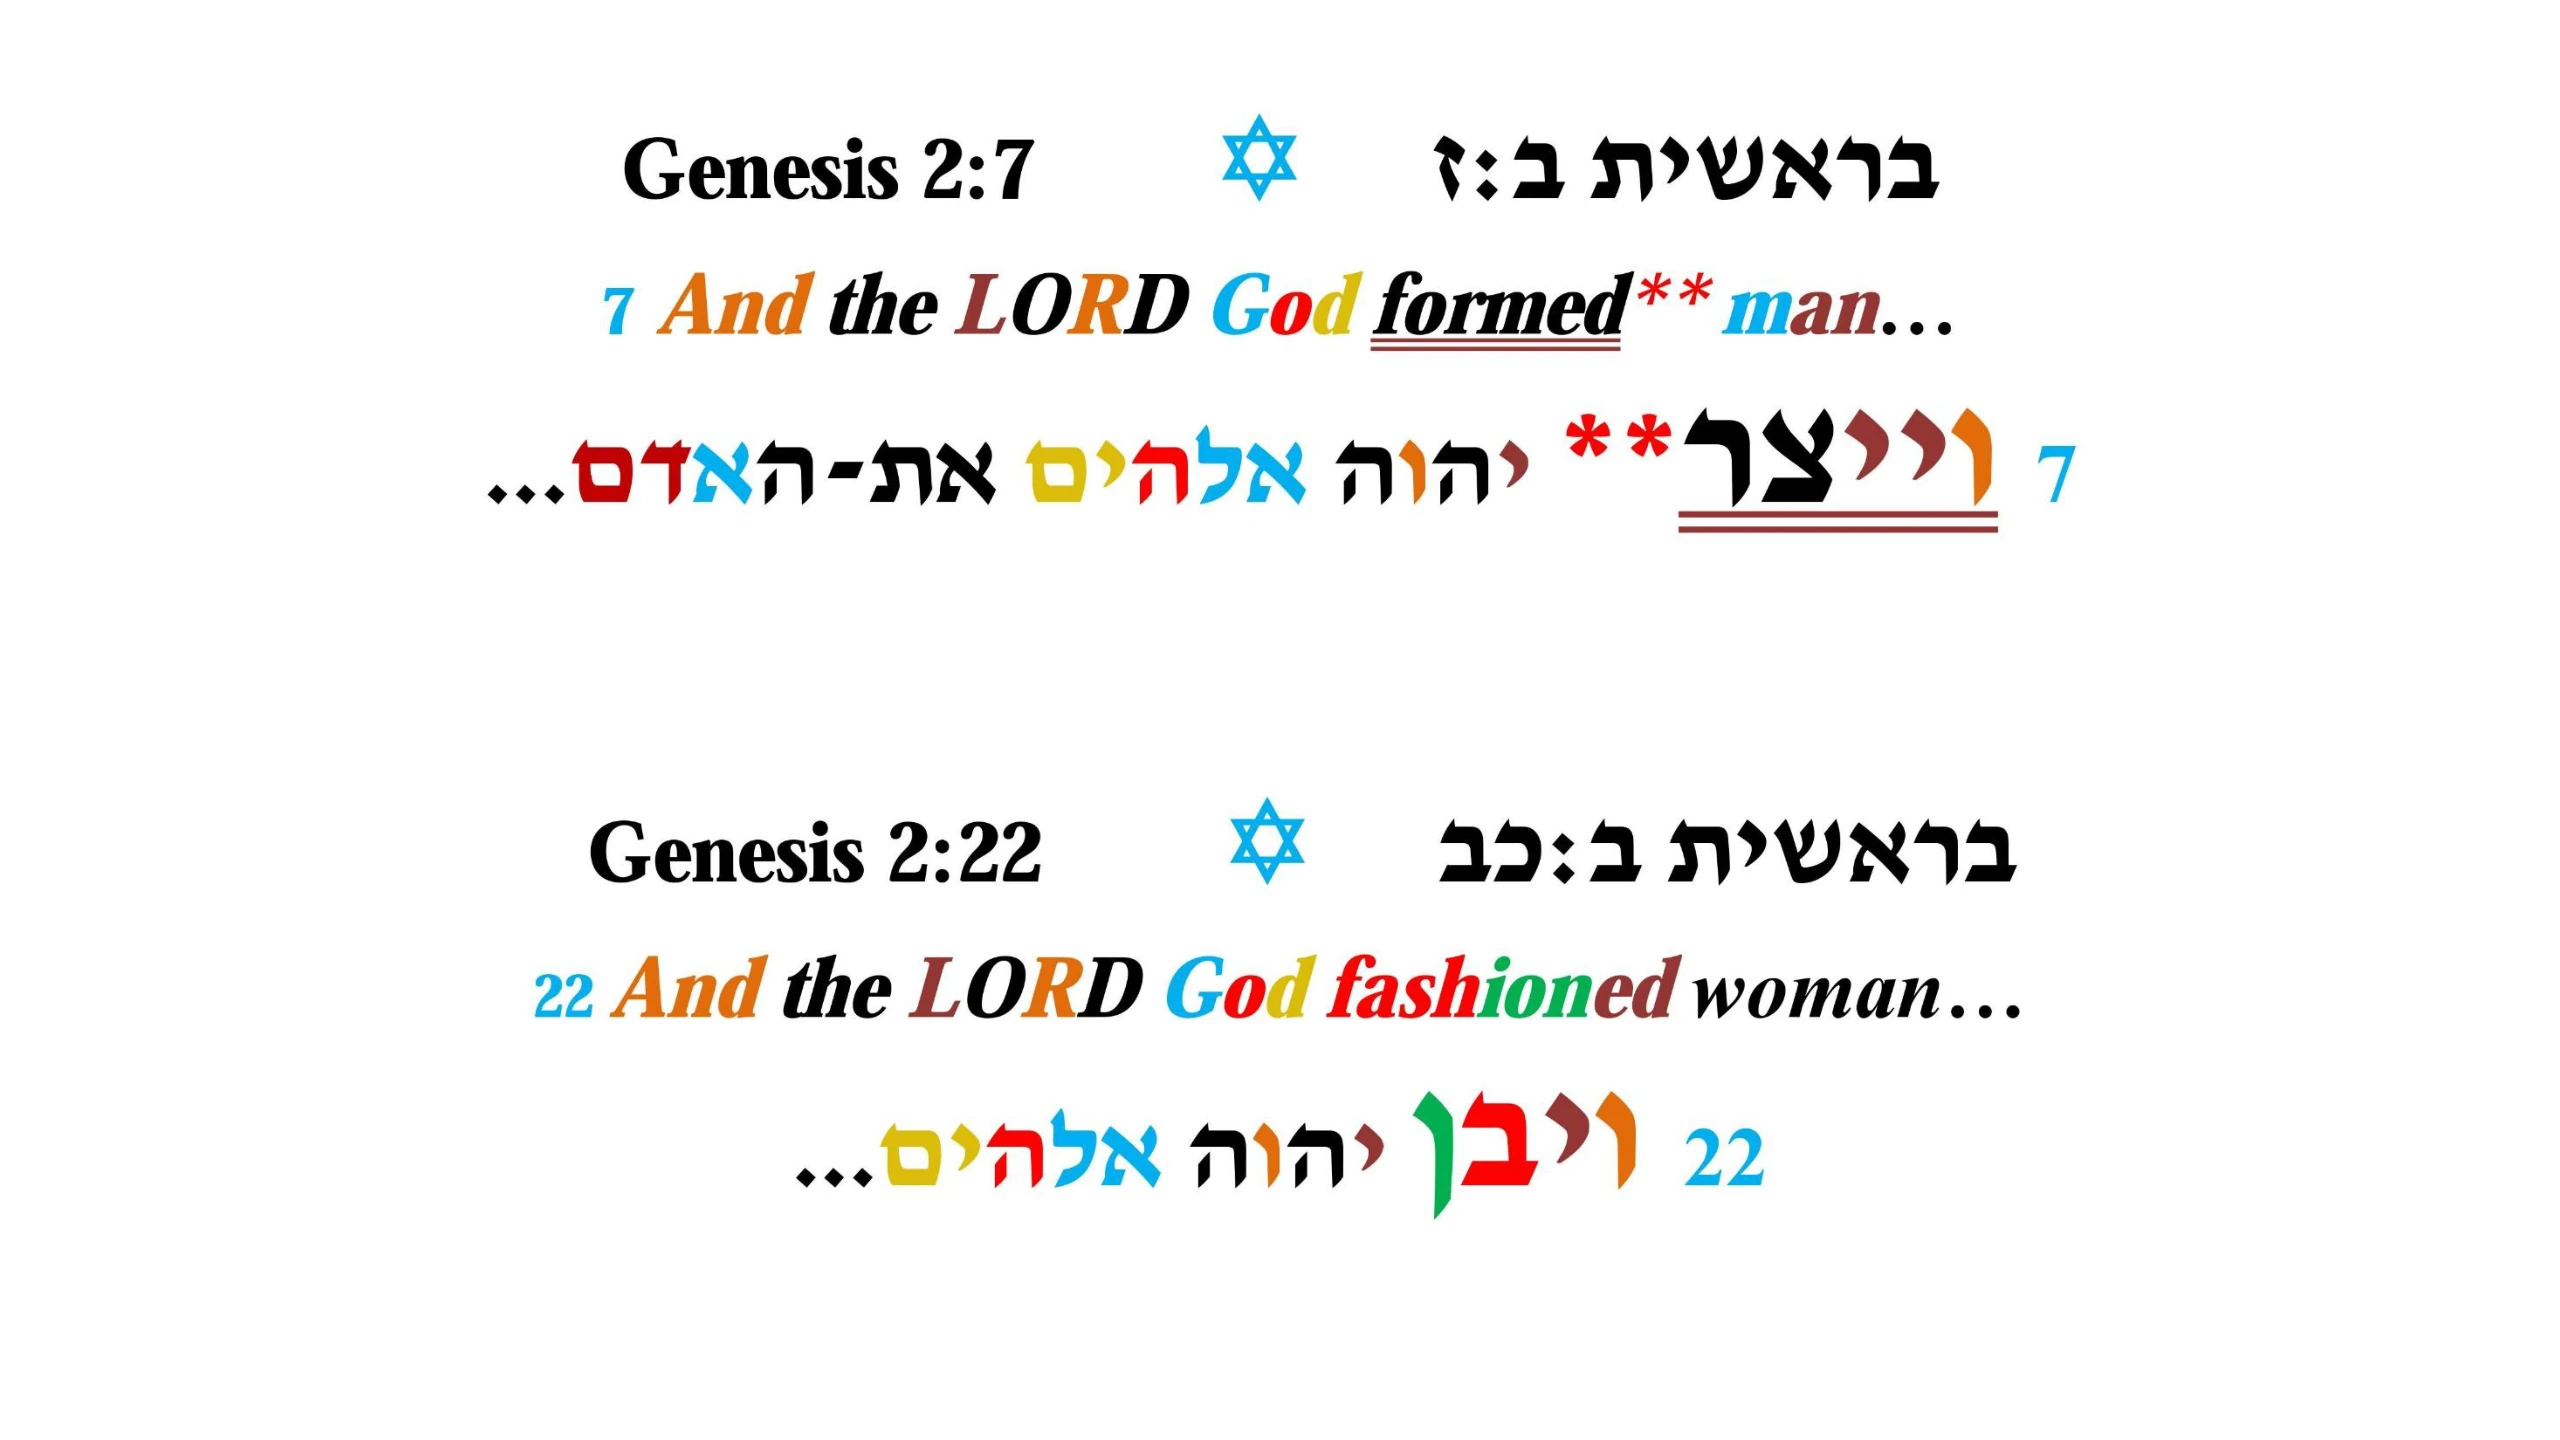 Genesis 2:7 ✡ בראשית ב:ז
7 And the LORD God formed** man...
7 וייצר** יהוה אלהים את-האדם...
Genesis 2:22 ✡ בראשית ב:כב
22 And the LORD God fashioned woman...
22 ויבן יהוה אלהים...